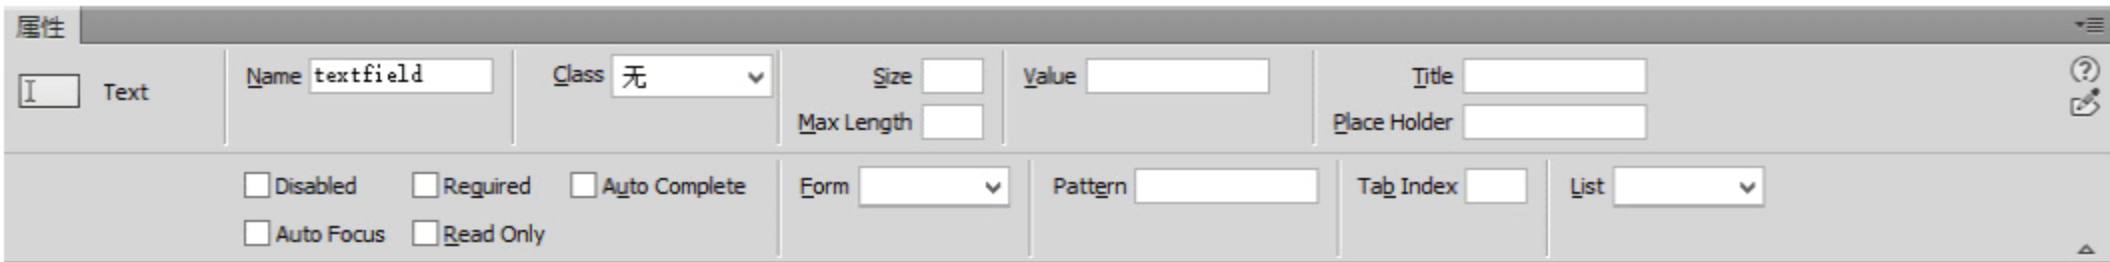 属性
Text Name textfield Class 无 Size Value Title
Max Length Place Holder
Disabled Required Auto Complete Form Pattern Tab Index List
Auto Focus Read Only